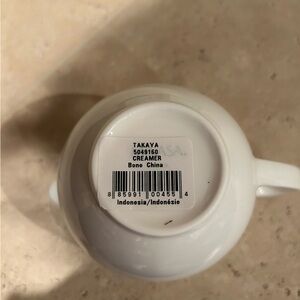 TAKAYA
5049160
CREAMER
Bone China
8 85991 00455 4
Indonesia/Indonésie